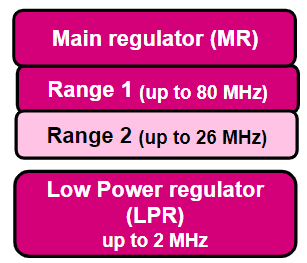 Main regulator (MR)
Range 1 (up to 80 MHz)
Range 2 (up to 26 MHz)
Low Power regulator
(LPR)
up to 2 MHz